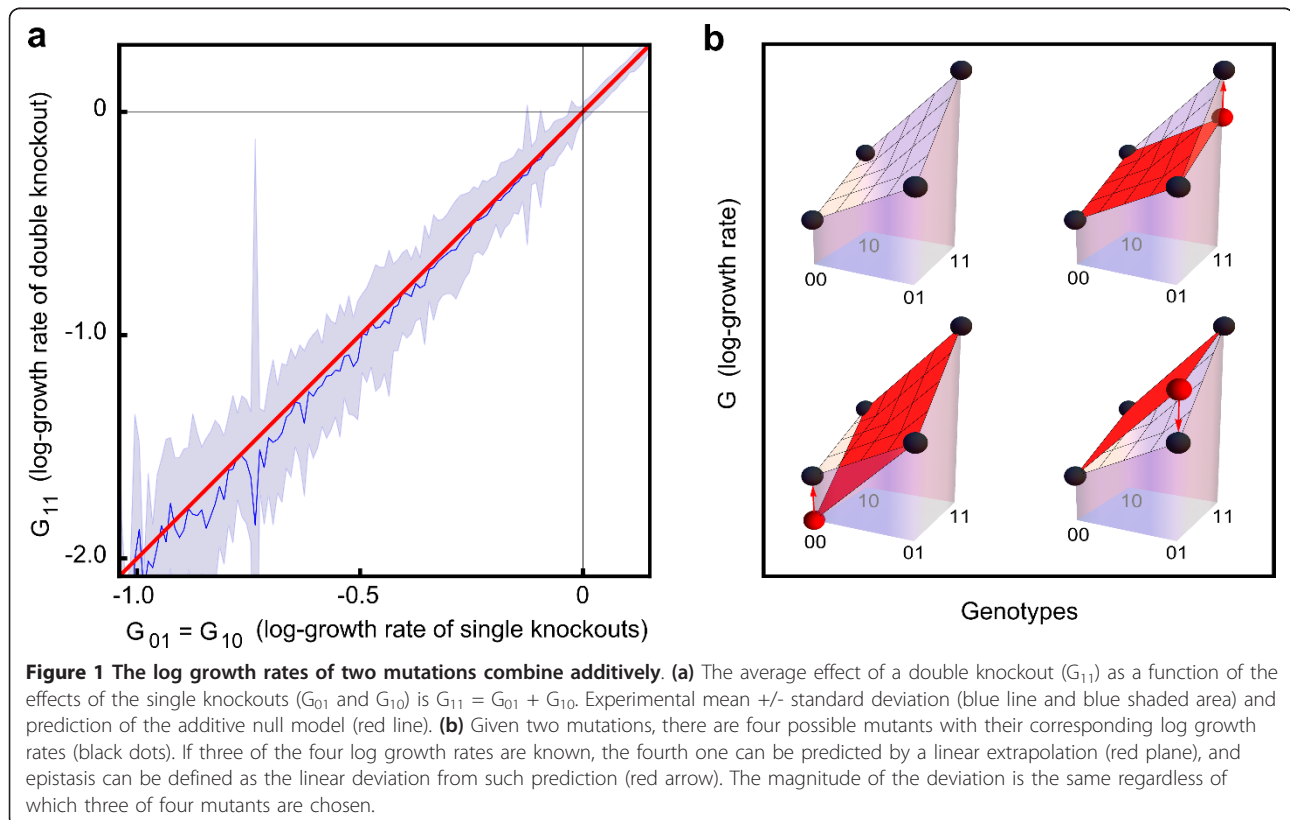 a
b
G11 (log-growth rate of double knockout)
0
-1.0
-2.0
-1.0
-0.5
0
G01 = G10 (log-growth rate of single knockouts)
G (log-growth rate)
10
00
11
01
10
00
11
01
10
00
11
01
10
00
11
01
Genotypes
Figure 1 The log growth rates of two mutations combine additively. (a) The average effect of a double knockout (G11) as a function of the
effects of the single knockouts (G01 and G10) is G11 = G01 + G10. Experimental mean +/- standard deviation (blue line and blue shaded area) and
prediction of the additive null model (red line). (b) Given two mutations, there are four possible mutants with their corresponding log growth
rates (black dots). If three of the four log growth rates are known, the fourth one can be predicted by a linear extrapolation (red plane), and
epistasis can be defined as the linear deviation from such prediction (red arrow). The magnitude of the deviation is the same regardless of
which three of four mutants are chosen.